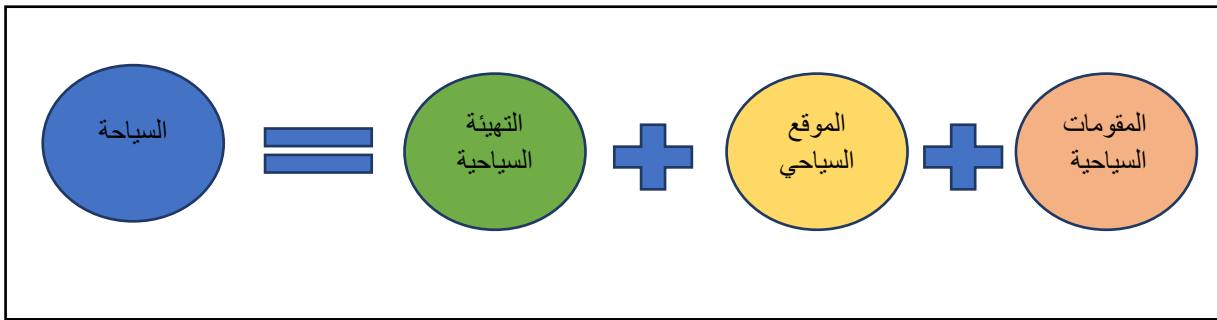 المقومات
السياحية
الموقع
السياحي
التهيئة
السياحية
السياحة